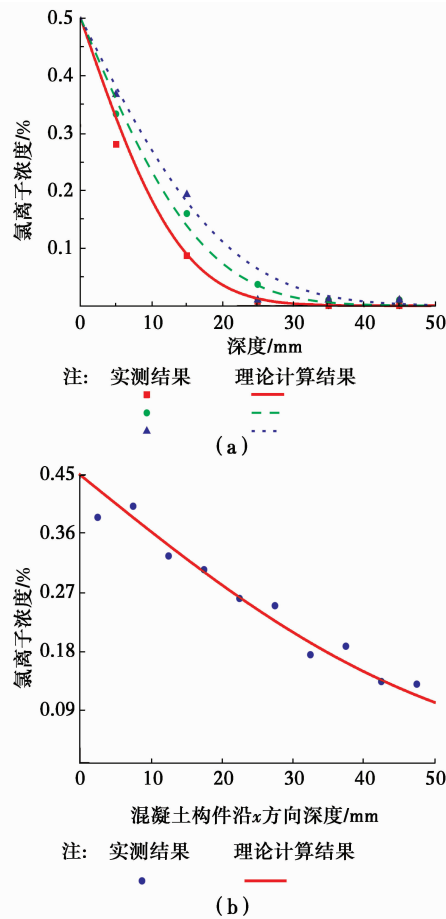 0.5
0.4
0.3
0.2
0.1
氯离子浓度/%
0 10 20 30 40 50
深度/mm
注: 实测结果 理论计算结果
(a)
0.45
0.36
0.27
0.18
0.09
氯离子浓度/%
0 10 20 30 40 50
混凝土构件沿x方向深度/mm
注: 实测结果 理论计算结果
(b)